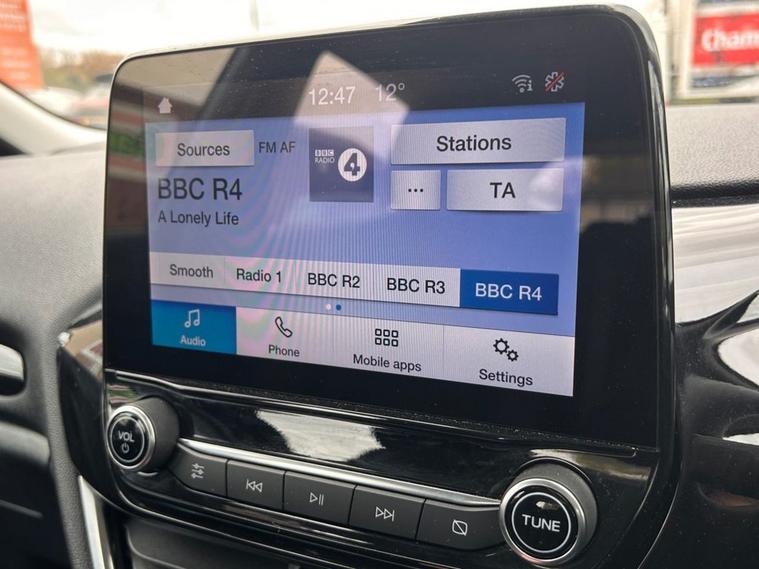 Cham
12:47 12°
Sources FM AF BBC RADIO 4 Stations
BBC R4 ... TA
A Lonely Life
Smooth Radio 1 BBC R2 BBC R3 BBC R4
Audio Phone Mobile apps Settings
VOL
TUNE